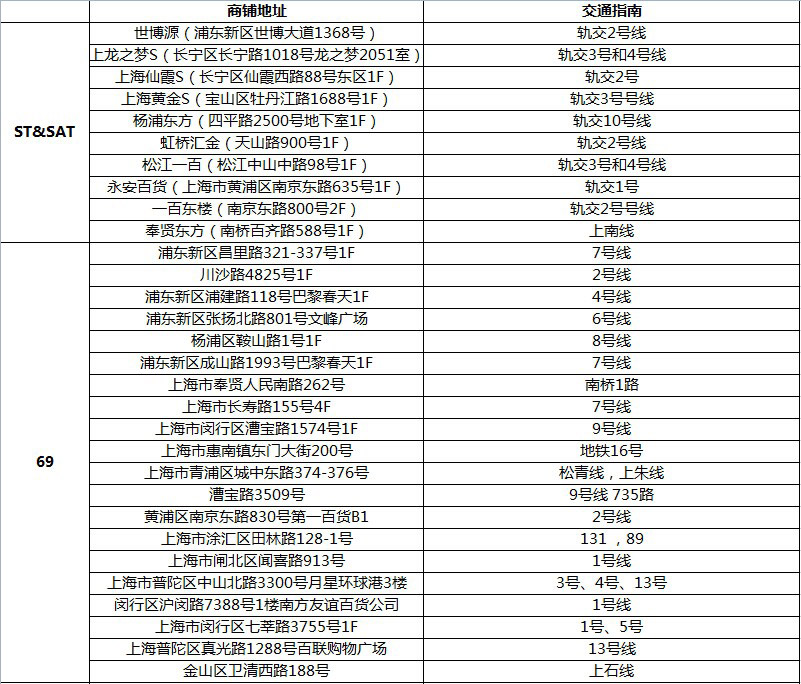 商铺地址 交通指南
ST&SAT
世博源（浦东新区世博大道1368号） 轨交2号线
上龙之梦S（长宁区长宁路1018号龙之梦2051室） 轨交3号和4号线
上海仙霞S（长宁区仙霞西路88号东区1F） 轨交2号
上海黄金S（宝山区牡丹江路1688号1F） 轨交3号号线
杨浦东方（四平路2500号地下室1F） 轨交10号线
虹桥汇金（天山路900号1F） 轨交2号线
松江一百（松江中山中路98号1F） 轨交3号和4号线
永安百货（上海市黄浦区南京东路635号1F） 轨交1号
一百东楼（南京东路800号2F） 轨交2号号线
奉贤东方（南桥百齐路588号1F） 上南线
69
浦东新区昌里路321-337号1F 7号线
川沙路4825号1F 2号线
浦东新区浦建路118号巴黎春天1F 4号线
浦东新区张扬北路801号文峰广场 6号线
杨浦区鞍山路1号1F 8号线
浦东新区成山路1993号巴黎春天1F 7号线
上海市奉贤人民南路262号 南桥1路
上海市长寿路155号4F 7号线
上海市闵行区漕宝路1574号1F 9号线
上海市惠南镇东门大街200号 地铁16号
上海市青浦区城中东路374-376号 松青线，上朱线
漕宝路3509号 9号线 735路
黄浦区南京东路830号第一百货B1 2号线
上海市涂汇区田林路128-1号 131 ，89
上海市闸北区闻喜路913号 1号线
上海市普陀区中山北路3300号月星环球港3楼 3号、4号、13号
闵行区沪闵路7388号1楼南方友谊百货公司 1号线
上海市闵行区七莘路3755号1F 1号、5号
上海普陀区真光路1288号百联购物广场 13号线
金山区卫清西路188号 上石线